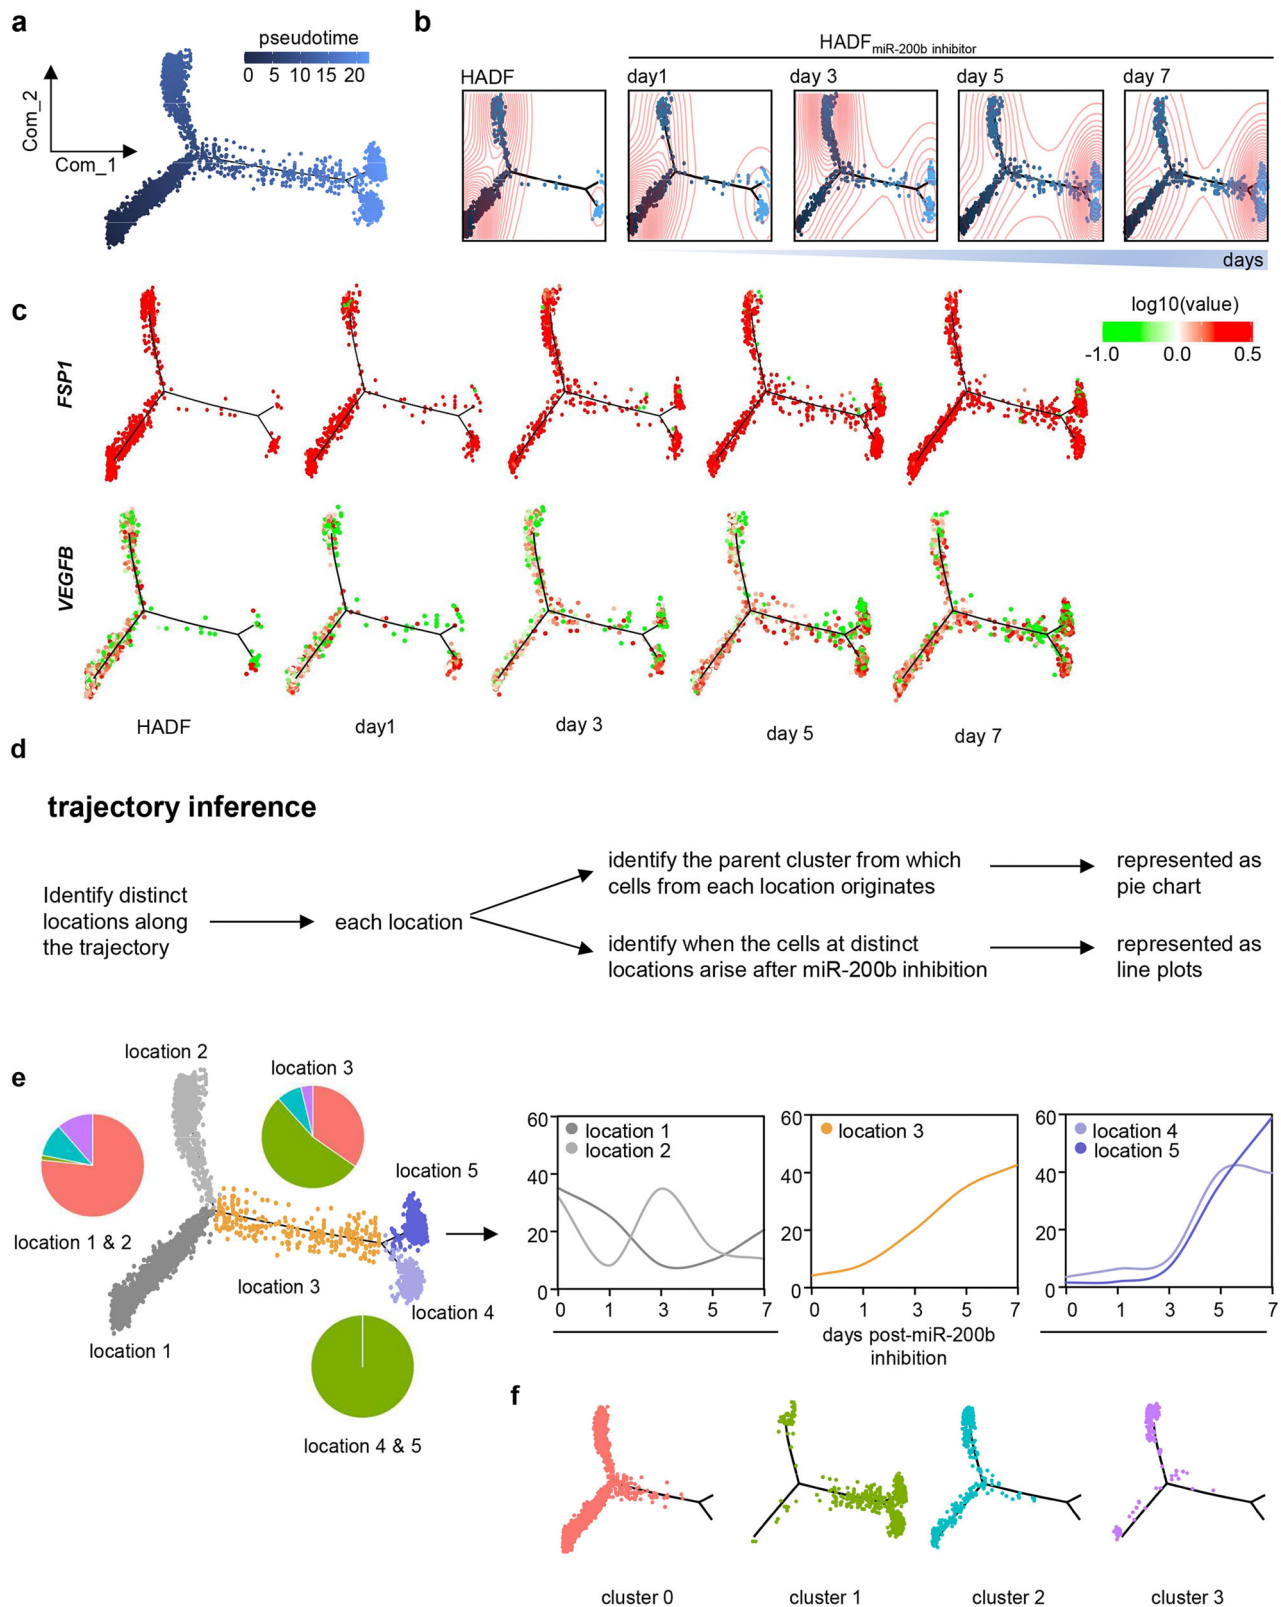 a
pseudotime
0 5 10 15 20
Com_2
Com_1
b
HADF miR-200b inhibitor
HADF
day1
day 3
day 5
day 7
days
c
log10(value)
-1.0 0.0 0.5
FSP1
VEGFB
HADF
day1
day 3
day 5
day 7
d
trajectory inference
Identify distinct
locations along
the trajectory
each location
identify the parent cluster from which
cells from each location originates
represented as
pie chart
identify when the cells at distinct
locations arise after miR-200b inhibition
represented as
line plots
e
location 2
location 3
location 5
location 1 & 2
location 3
location 4
location 1
location 4 & 5
60
40
20
0
location 1
location 2
0 1 3 5 7
60
40
20
0
location 3
0 1 3 5 7
days post-miR-200b
inhibition
60
40
20
0
location 4
location 5
0 1 3 5 7
f
cluster 0
cluster 1
cluster 2
cluster 3